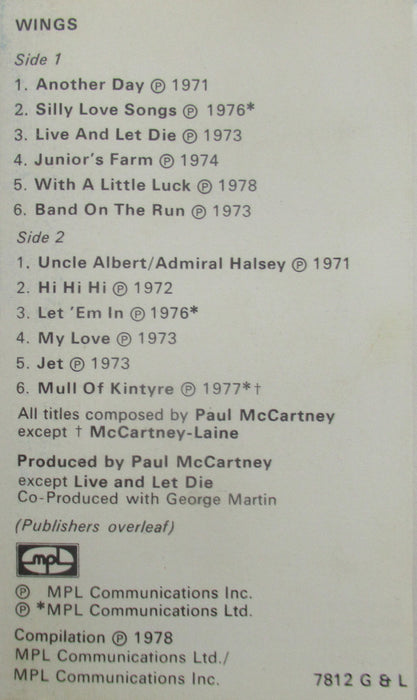 WINGS
Side 1
1. Another Day ℗ 1971
2. Silly Love Songs ℗ 1976*
3. Live And Let Die ℗ 1973
4. Junior's Farm ℗ 1974
5. With A Little Luck ℗ 1978
6. Band On The Run ℗ 1973
Side 2
1. Uncle Albert/Admiral Halsey ℗ 1971
2. Hi Hi Hi ℗ 1972
3. Let 'Em In ℗ 1976*
4. My Love ℗ 1973
5. Jet ℗ 1973
6. Mull Of Kintyre ℗ 1977*†
All titles composed by Paul McCartney
except † McCartney-Laine
Produced by Paul McCartney
except Live and Let Die
Co-Produced with George Martin
(Publishers overleaf)
mpl
℗ MPL Communications Inc.
℗ *MPL Communications Ltd.
Compilation ℗ 1978
MPL Communications Ltd./
MPL Communications Inc.
7812 G & L